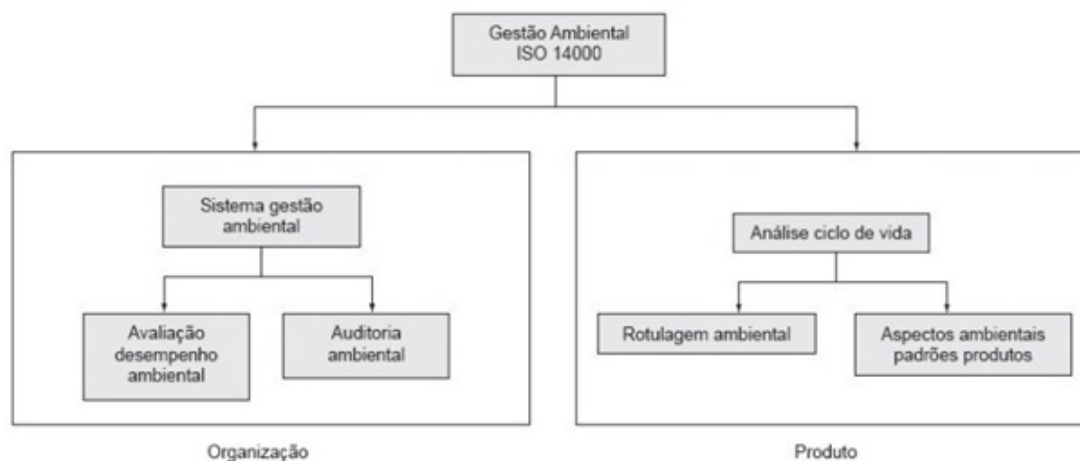 Gestão Ambiental
ISO 14000
Sistema gestão
ambiental
Avaliação
desempenho
ambiental
Auditoria
ambiental
Organização
Análise ciclo de vida
Rotulagem ambiental
Aspectos ambientais
padrões produtos
Produto